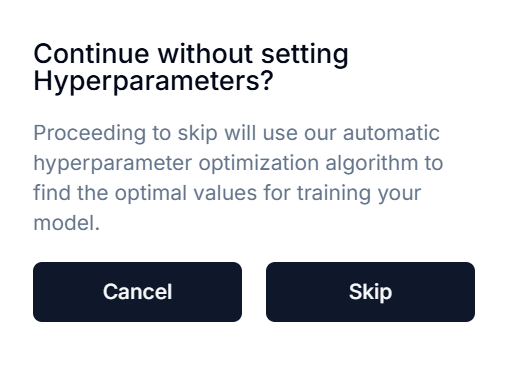 Continue without setting
Hyperparameters?
Proceeding to skip will use our automatic
hyperparameter optimization algorithm to
find the optimal values for training your
model.
Cancel
Skip